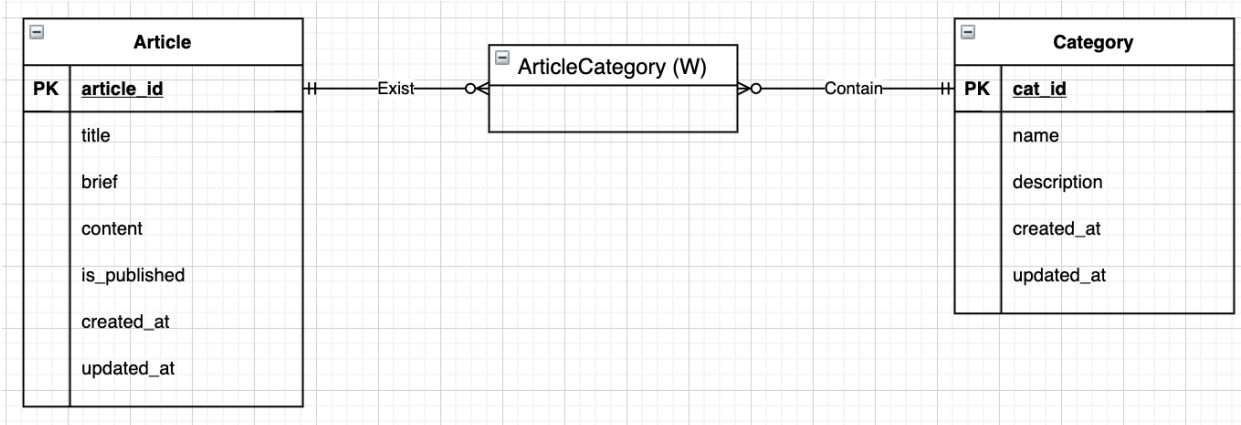 Article
PK article_id
title
brief
content
is_published
created_at
updated_at
Exist
ArticleCategory (W)
Contain
Category
PK cat_id
name
description
created_at
updated_at